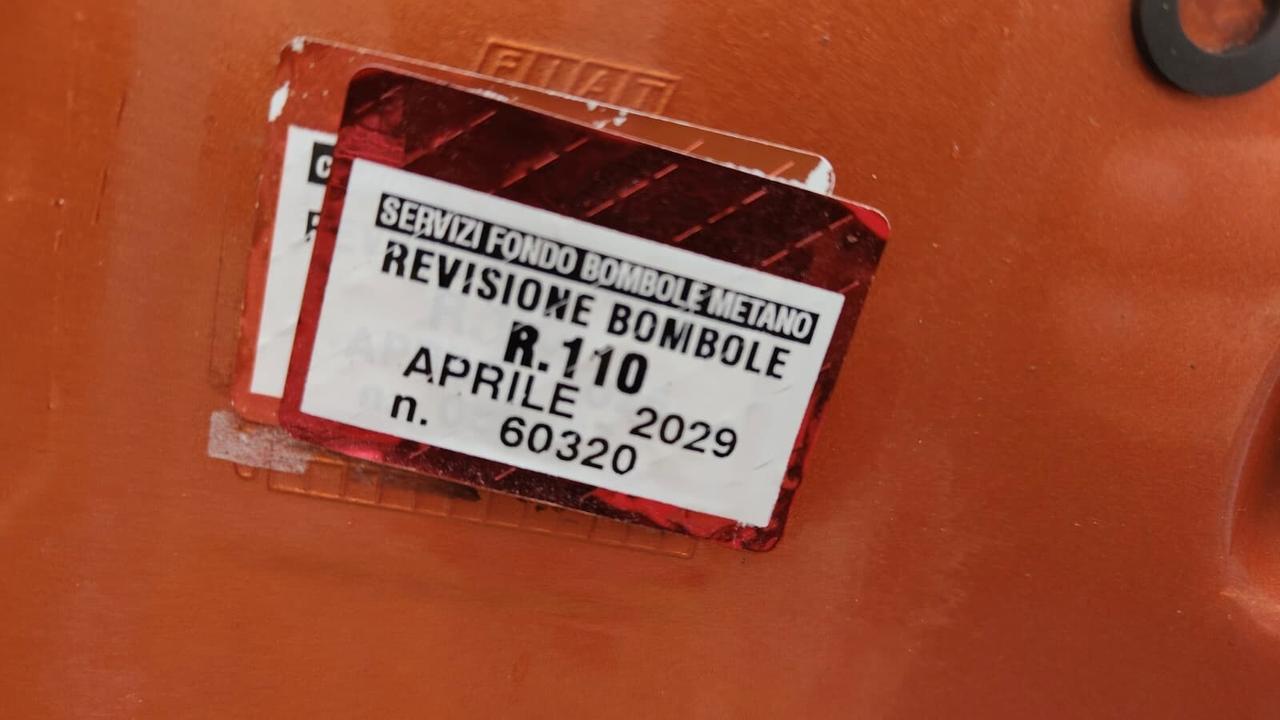 FIAT
SERVIZI FONDO BOMBOLE METANO
REVISIONE BOMBOLE
R.110
APRILE 2029
n. 60320